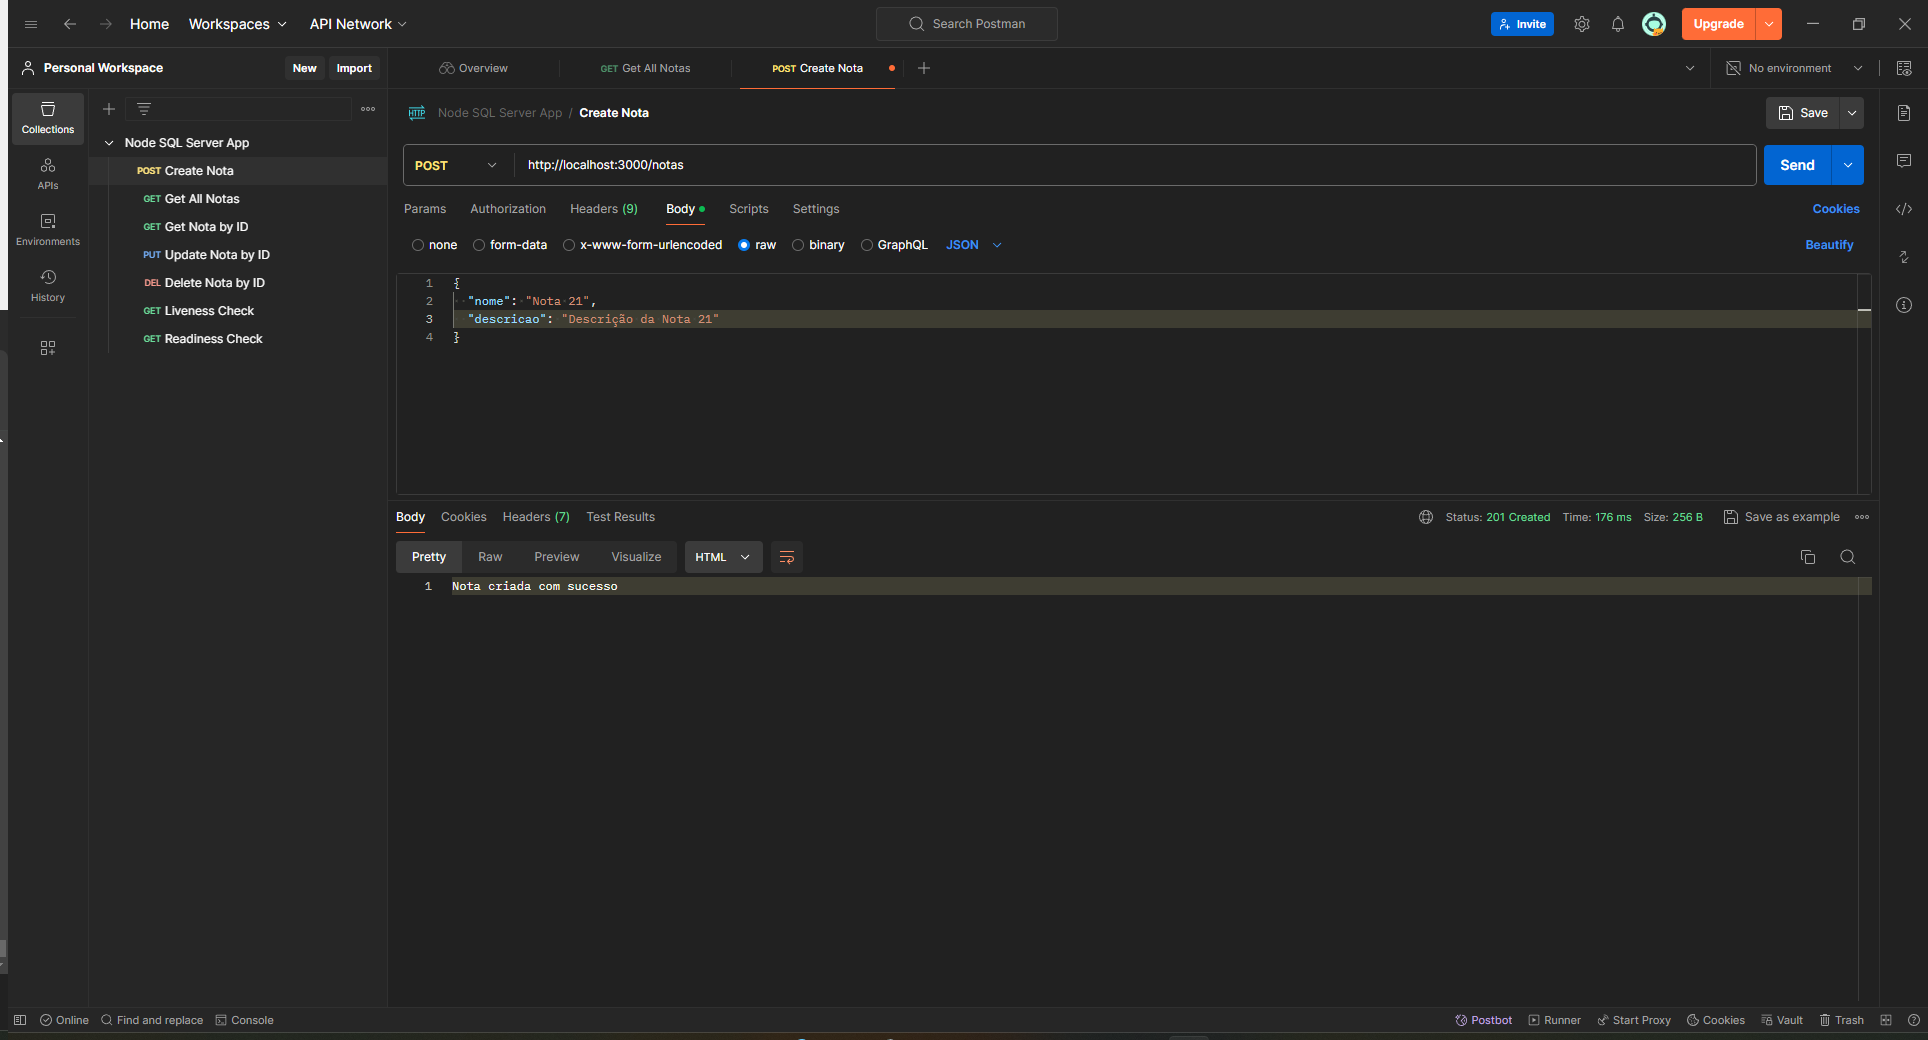 Home Workspaces API Network Search Postman Invite Upgrade
Personal Workspace New Import Overview GET Get All Notas POST Create Nota No environment
Collections
APIs
Environments
History
Node SQL Server App
POST Create Nota
GET Get All Notas
GET Get Nota by ID
PUT Update Nota by ID
DEL Delete Nota by ID
GET Liveness Check
GET Readiness Check
HTTP Node SQL Server App / Create Nota Save
POST http://localhost:3000/notas Send
Params Authorization Headers (9) Body Scripts Settings Cookies
none form-data x-www-form-urlencoded raw binary GraphQL JSON Beautify
1 {
2 "nome": "Nota 21",
3 "descricao": "Descrição da Nota 21"
4 }
Body Cookies Headers (7) Test Results Status: 201 Created Time: 176 ms Size: 256 B Save as example
Pretty Raw Preview Visualize HTML
1 Nota criada com sucesso
Online Find and replace Console Postbot Runner Start Proxy Cookies Vault Trash